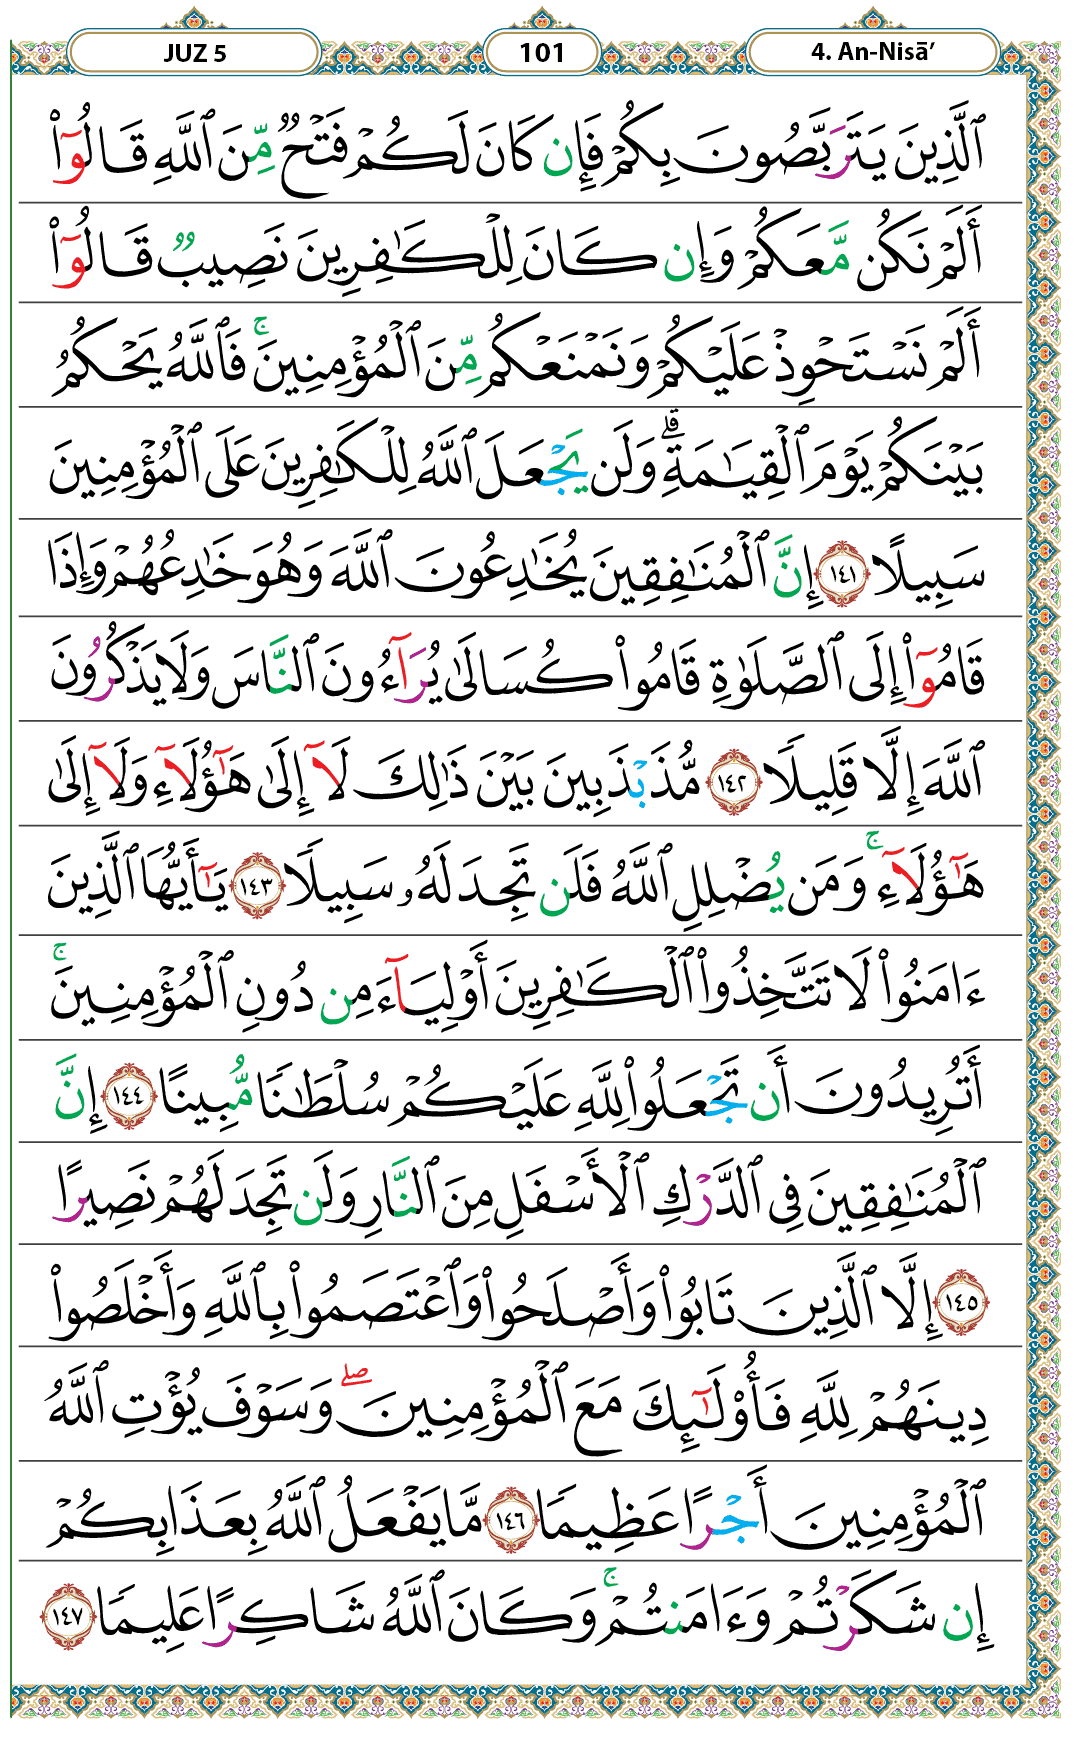 JUZ 5
101
4. An-Nisā’
ٱلَّذِينَ يَتَرَبَّصُونَ بِكُمْ فَإِن كَانَ لَكُمْ فَتْحٌ مِّنَ ٱللَّهِ قَالُوٓا۟
أَلَمْ نَكُن مَّعَكُمْ وَإِن كَانَ لِلْكَٰفِرِينَ نَصِيبٌ قَالُوٓا۟
أَلَمْ نَسْتَحْوِذْ عَلَيْكُمْ وَنَمْنَعْكُم مِّنَ ٱلْمُؤْمِنِينَ ۚ فَٱللَّهُ يَحْكُمُ
بَيْنَكُمْ يَوْمَ ٱلْقِيَٰمَةِ ۗ وَلَن يَجْعَلَ ٱللَّهُ لِلْكَٰفِرِينَ عَلَى ٱلْمُؤْمِنِينَ
سَبِيلًا ١٤١ إِنَّ ٱلْمُنَٰفِقِينَ يُخَٰدِعُونَ ٱللَّهَ وَهُوَ خَٰدِعُهُمْ وَإِذَا
قَامُوٓا۟ إِلَى ٱلصَّلَوٰةِ قَامُوا۟ كُسَالَىٰ يُرَآءُونَ ٱلنَّاسَ وَلَا يَذْكُرُونَ
ٱللَّهَ إِلَّا قَلِيلًا ١٤٢ مُّذَبْذَبِينَ بَيْنَ ذَٰلِكَ لَآ إِلَىٰ هَٰٓؤُلَآءِ وَلَآ إِلَىٰ
هَٰٓؤُلَآءِ ۚ وَمَن يُضْلِلِ ٱللَّهُ فَلَن تَجِدَ لَهُۥ سَبِيلًا ١٤٣ يَٰٓأَيُّهَا ٱلَّذِينَ
ءَامَنُوا۟ لَا تَتَّخِذُوا۟ ٱلْكَٰفِرِينَ أَوْلِيَآءَ مِن دُونِ ٱلْمُؤْمِنِينَ ۚ
أَتُرِيدُونَ أَن تَجْعَلُوا۟ لِلَّهِ عَلَيْكُمْ سُلْطَٰنًا مُّبِينًا ١٤٤ إِنَّ
ٱلْمُنَٰفِقِينَ فِى ٱلدَّرْكِ ٱلْأَسْفَلِ مِنَ ٱلنَّارِ وَلَن تَجِدَ لَهُمْ نَصِيرًا
١٤٥ إِلَّا ٱلَّذِينَ تَابُوا۟ وَأَصْلَحُوا۟ وَٱعْتَصَمُوا۟ بِٱللَّهِ وَأَخْلَصُوا۟
دِينَهُمْ لِلَّهِ فَأُو۟لَٰٓئِكَ مَعَ ٱلْمُؤْمِنِينَ ۖ وَسَوْفَ يُؤْتِ ٱللَّهُ
ٱلْمُؤْمِنِينَ أَجْرًا عَظِيمًا ١٤٦ مَّا يَفْعَلُ ٱللَّهُ بِعَذَابِكُمْ
إِن شَكَرْتُمْ وَءَامَنتُمْ ۚ وَكَانَ ٱللَّهُ شَاكِرًا عَلِيمًا ١٤٧